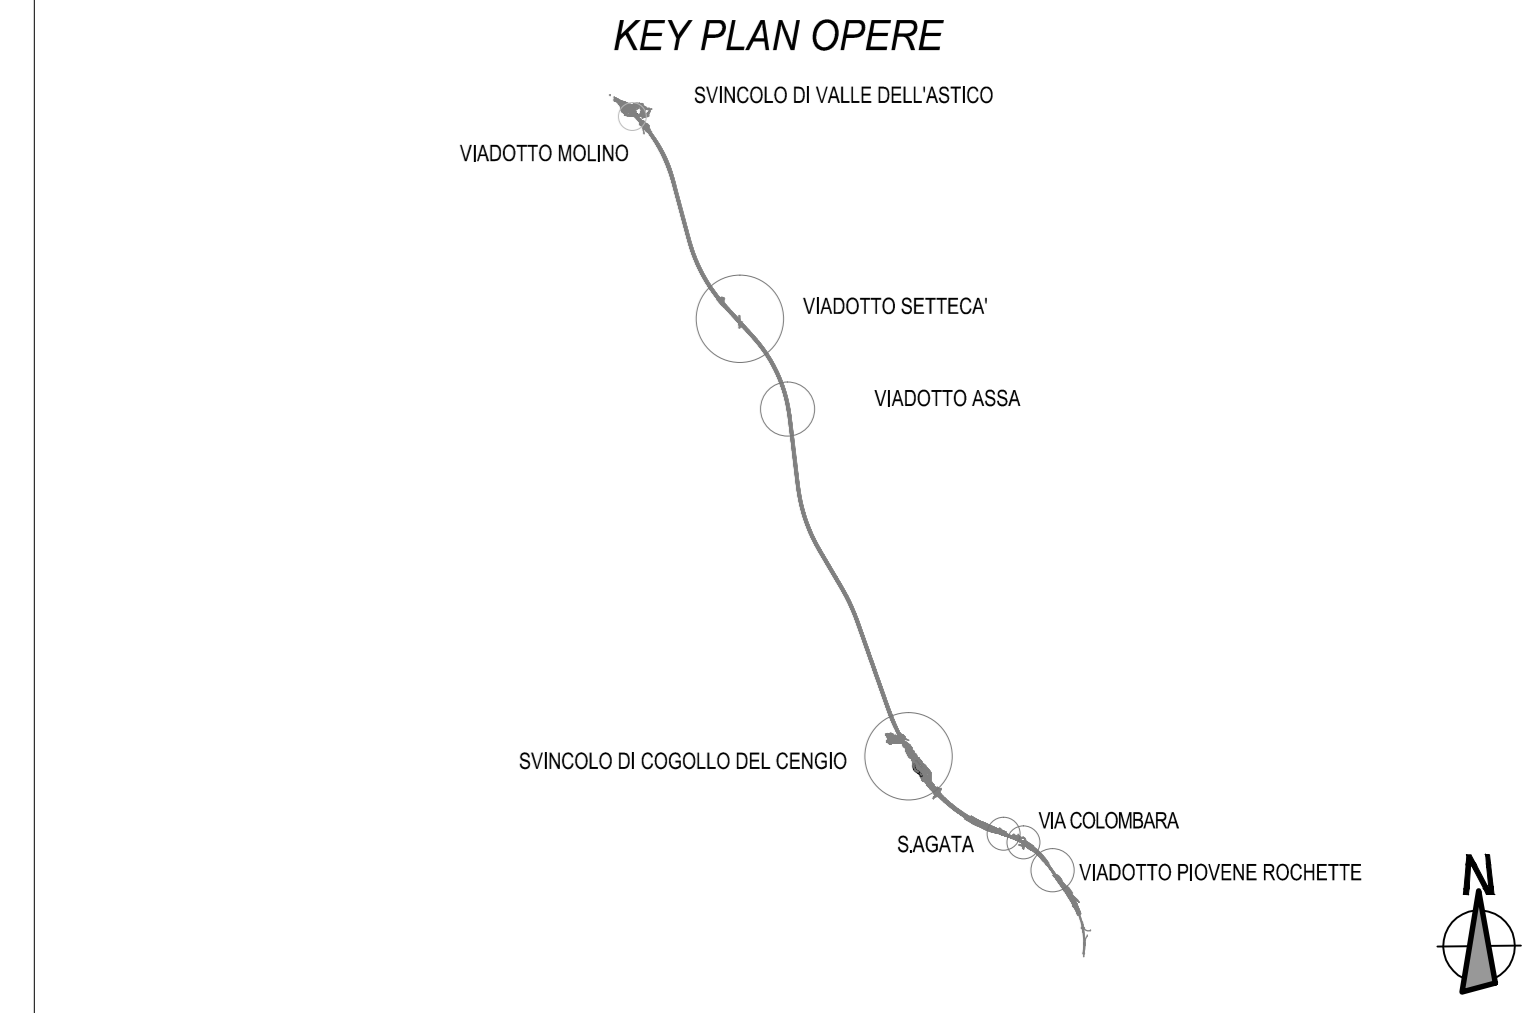 KEY PLAN OPERE
SVINCOLO DI VALLE DELL'ASTICO
VIADOTTO MOLINO
VIADOTTO SETTECA'
VIADOTTO ASSA
SVINCOLO DI COGOLLO DEL CENGIO
VIA COLOMBARA
S.AGATA
VIADOTTO PIOVENE ROCHETTE
N